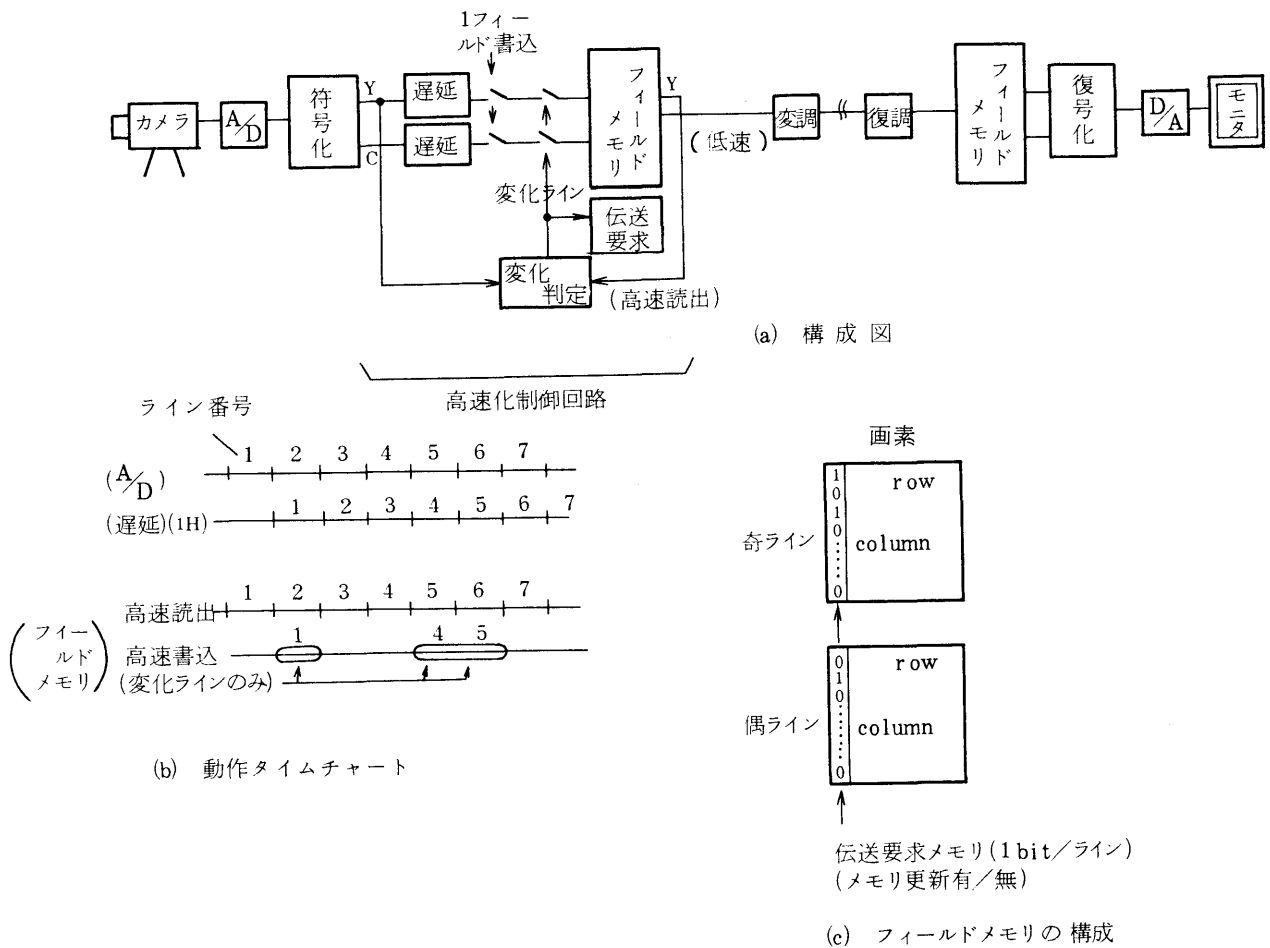 1フィー
ルド書込
カメラ
A/D
符号化
Y
C
遅延
遅延
フィールドメモリ
Y
(低速)
変調
復調
フィールドメモリ
復号化
D/A
モニタ
変化ライン
伝送
要求
変化
判定
(高速読出)
(a) 構成図
高速化制御回路
ライン番号
(A/D)
1 2 3 4 5 6 7
(遅延)(1H)
1 2 3 4 5 6 7
高速読出
1 2 3 4 5 6 7
(フィー
ルド
メモリ)
高速書込
1 4 5
(変化ラインのみ)
(b) 動作タイムチャート
画素
奇ライン
1
0
1
0
0
row
column
偶ライン
0
1
0
0
row
column
伝送要求メモリ(1bit/ライン)
(メモリ更新有/無)
(c) フィールドメモリの構成